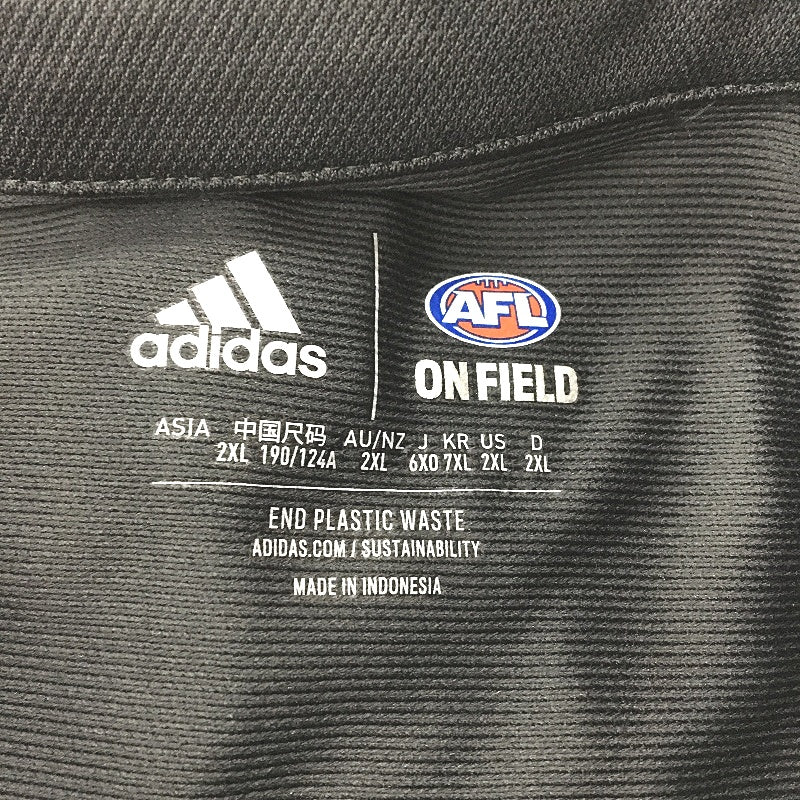 adidas
AFL
ON FIELD
ASIA 中国尺码 AU/NZ J KR US D
2XL 190/124A 2XL 6XO 7XL 2XL 2XL
END PLASTIC WASTE
ADIDAS.COM / SUSTAINABILITY
MADE IN INDONESIA